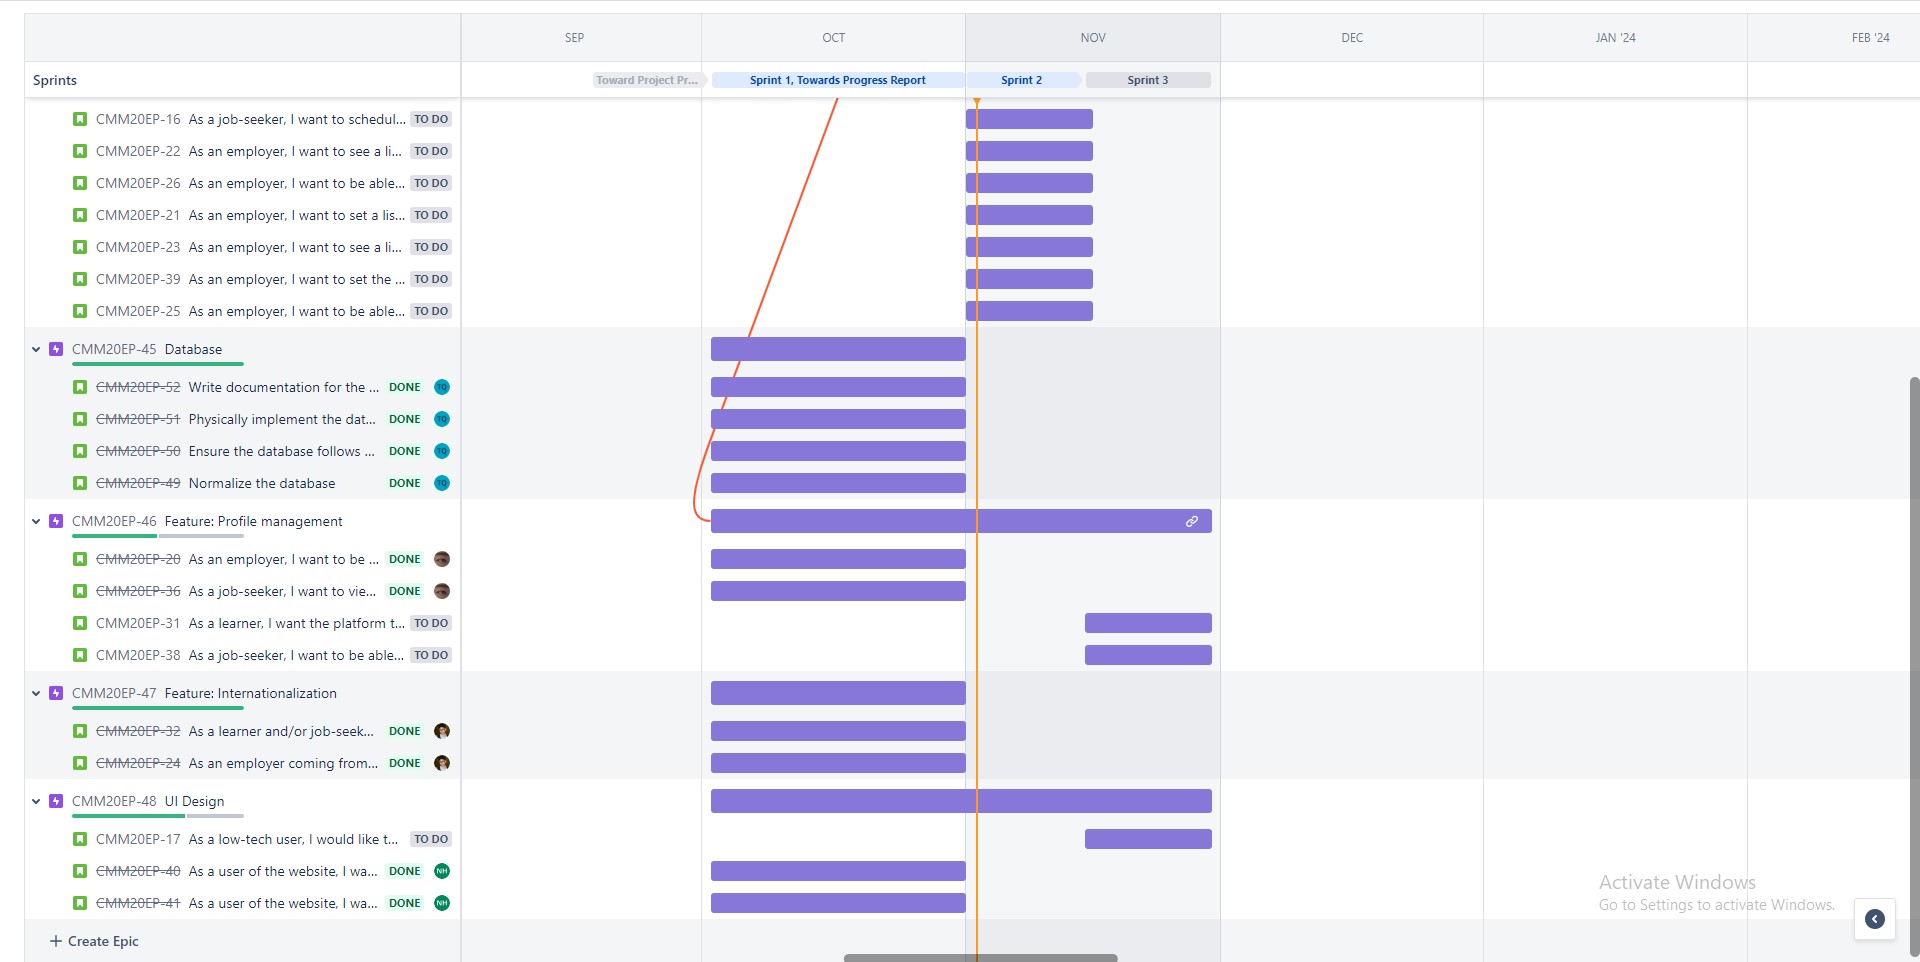 SEP OCT NOV DEC JAN '24 FEB '24
Sprints Toward Project Pr... Sprint 1, Towards Progress Report Sprint 2 Sprint 3
CMM20EP-16 As a job-seeker, I want to schedul... TO DO
CMM20EP-22 As an employer, I want to see a li... TO DO
CMM20EP-26 As an employer, I want to be able... TO DO
CMM20EP-21 As an employer, I want to set a lis... TO DO
CMM20EP-23 As an employer, I want to see a li... TO DO
CMM20EP-39 As an employer, I want to set the ... TO DO
CMM20EP-25 As an employer, I want to be able... TO DO
CMM20EP-45 Database
CMM20EP-52 Write documentation for the ... DONE TQ
CMM20EP-51 Physically implement the dat... DONE TQ
CMM20EP-50 Ensure the database follows ... DONE TQ
CMM20EP-49 Normalize the database DONE TQ
CMM20EP-46 Feature: Profile management
CMM20EP-20 As an employer, I want to be ... DONE
CMM20EP-36 As a job-seeker, I want to vie... DONE
CMM20EP-31 As a learner, I want the platform t... TO DO
CMM20EP-38 As a job-seeker, I want to be able... TO DO
CMM20EP-47 Feature: Internationalization
CMM20EP-32 As a learner and/or job-seek... DONE
CMM20EP-24 As an employer coming from... DONE
CMM20EP-48 UI Design
CMM20EP-17 As a low-tech user, I would like t... TO DO
CMM20EP-40 As a user of the website, I wa... DONE NH
CMM20EP-41 As a user of the website, I wa... DONE NH
+ Create Epic
Activate Windows
Go to Settings to activate Windows.